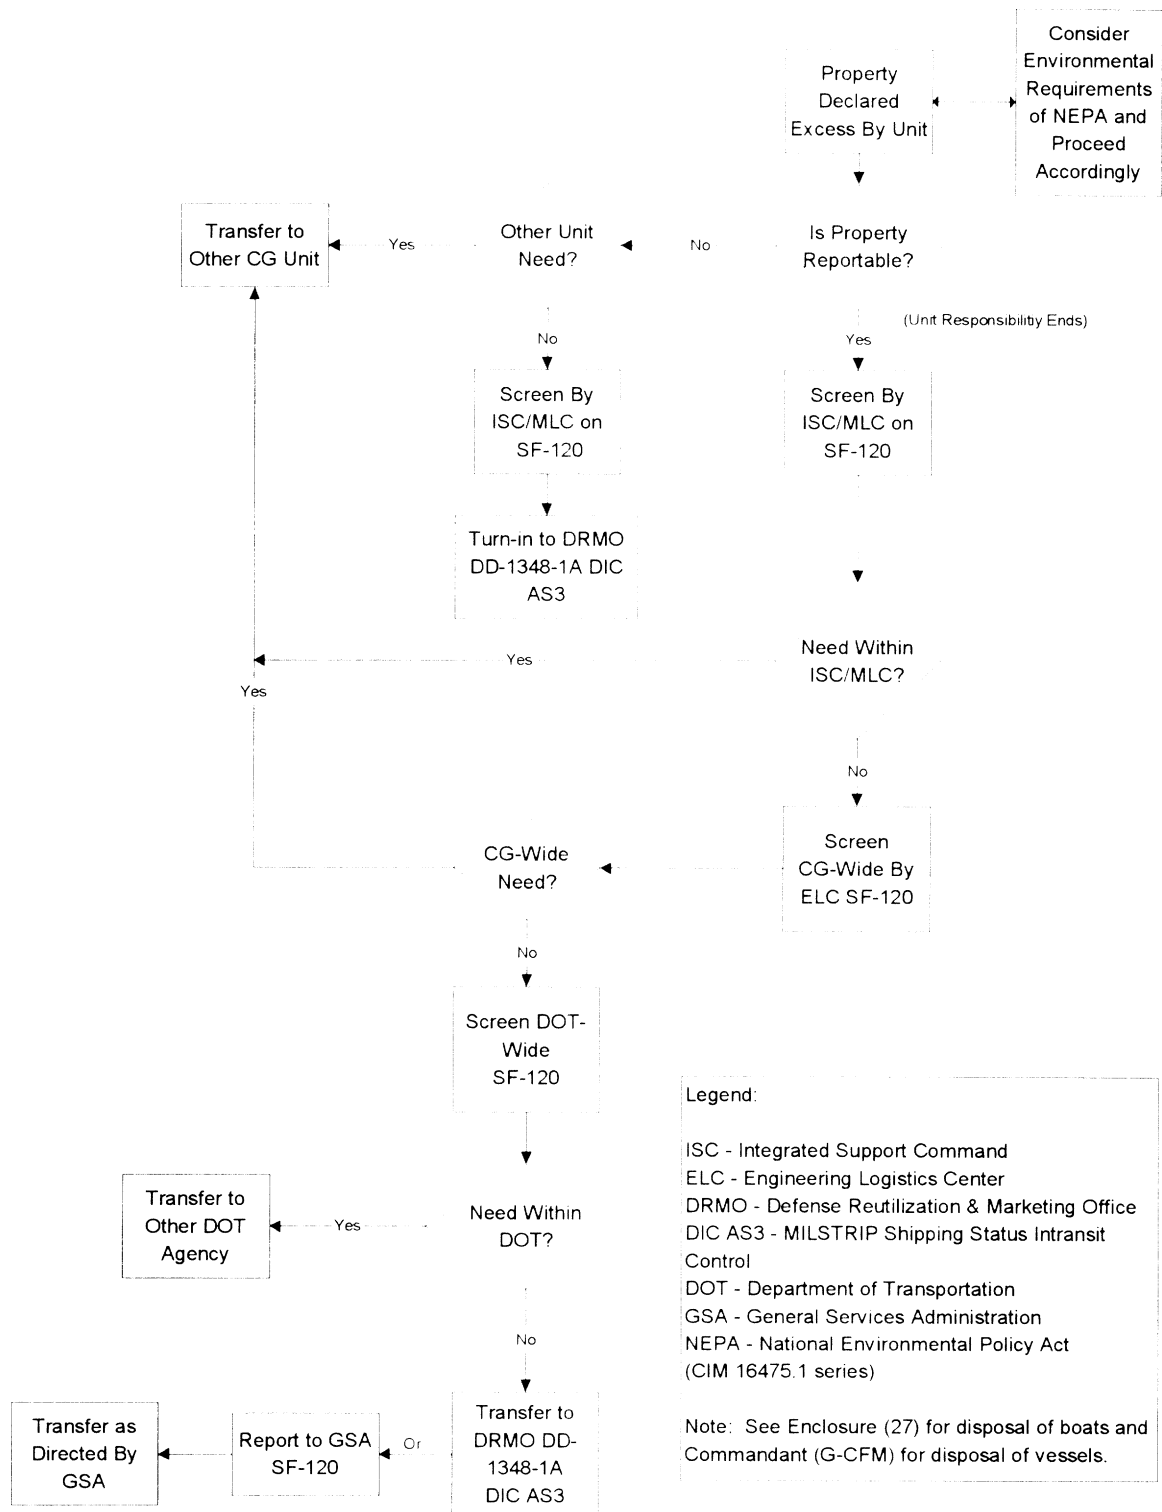 Consider
Environmental
Requirements
of NEPA and
Proceed
Accordingly
Property
Declared
Excess By Unit
Transfer to
Other CG Unit
Yes
Other Unit
Need?
No
Is Property
Reportable?
(Unit Responsibilitiy Ends)
No
Yes
Screen By
ISC/MLC on
SF-120
Screen By
ISC/MLC on
SF-120
Turn-in to DRMO
DD-1348-1A DIC
AS3
Need Within
ISC/MLC?
Yes
Yes
No
CG-Wide
Need?
Screen
CG-Wide By
ELC SF-120
No
Screen DOT-
Wide
SF-120
Transfer to
Other DOT
Agency
Yes
Need Within
DOT?
No
Transfer as
Directed By
GSA
Report to GSA
SF-120
Or
Transfer to
DRMO DD-
1348-1A
DIC AS3
Legend:
ISC - Integrated Support Command
ELC - Engineering Logistics Center
DRMO - Defense Reutilization & Marketing Office
DIC AS3 - MILSTRIP Shipping Status Intransit
Control
DOT - Department of Transportation
GSA - General Services Administration
NEPA - National Environmental Policy Act
(CIM 16475.1 series)
Note: See Enclosure (27) for disposal of boats and
Commandant (G-CFM) for disposal of vessels.